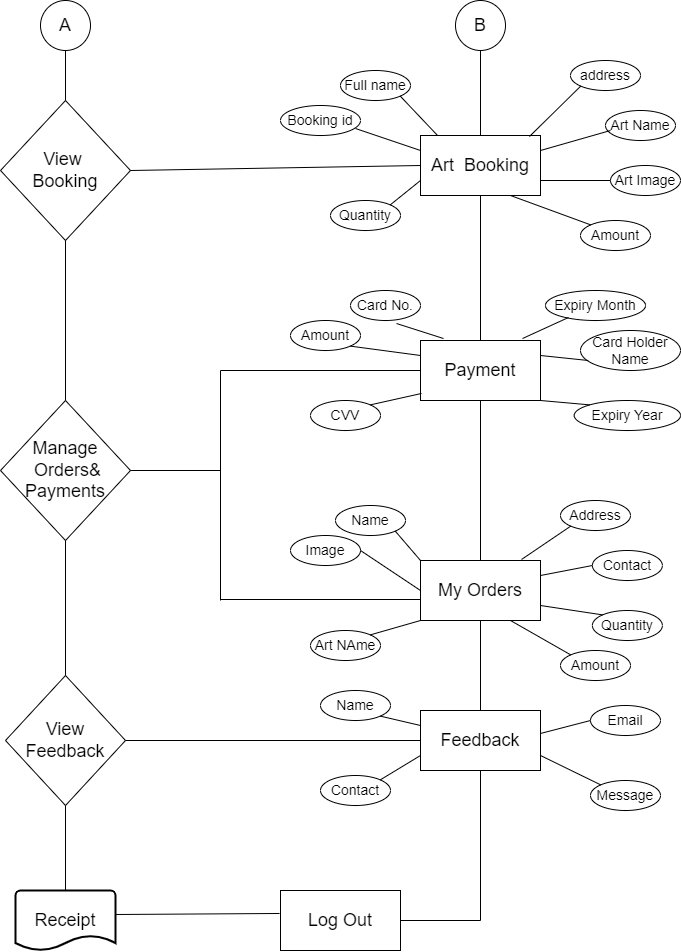 A
B
Full name
address
Booking id
Art Name
View
Booking
Art  Booking
Art Image
Quantity
Amount
Card No.
Expiry Month
Amount
Card Holder
Name
Payment
CVV
Expiry Year
Manage
Orders&
Payments
Name
Address
Image
Contact
My Orders
Quantity
Art NAme
Amount
Name
Email
View
Feedback
Feedback
Contact
Message
Receipt
Log Out